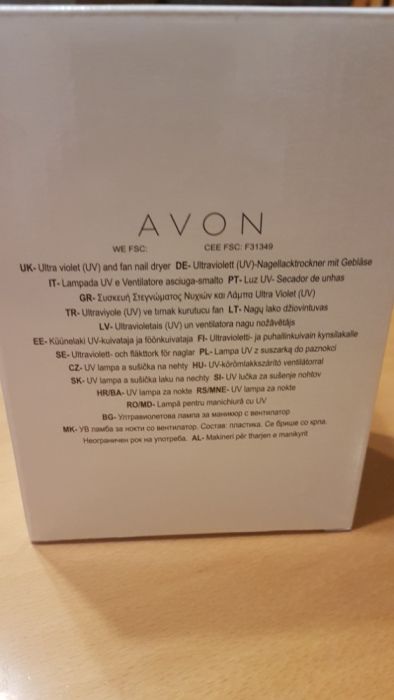 AVON
WE FSC: CEE FSC: F31349
UK- Ultra violet (UV) and fan nail dryer DE- Ultraviolett (UV)-Nagellacktrockner mit Gebläse
IT- Lampada UV e Ventilatore asciuga-smalto PT- Luz UV- Secador de unhas
GR- Συσκευή Στεγνώματος Νυχιών και Λάμπα Ultra Violet (UV)
TR- Ultraviyole (UV) ve tırnak kurutucu fan LT- Nagų lako džiovintuvas
LV- Ultravioletais (UV) un ventilatora nagu nožāvētājs
EE- Küünelaki UV-kuivataja ja föönkuivataja FI- Ultravioletti- ja puhallinkuivain kynsilakalle
SE- Ultraviolett- och fläkttork för naglar PL- Lampa UV z suszarką do paznokci
CZ- UV lampa a sušička na nehty HU- UV-körömlakkszárító ventilátorral
SK- UV lampa a sušička laku na nechty SI- UV lučka za sušenje nohtov
HR/BA- UV lampa za nokte RS/MNE- UV lampa za nokte
RO/MD- Lampă pentru manichiură cu UV
BG- Ултравиолетова лампа за маникюр с вентилатор
MK- УВ ламба за нокти со вентилатор. Состав: пластика. Се брише со крпа.
Неограничен рок на употреба. AL- Makineri për tharjen e manikyrit